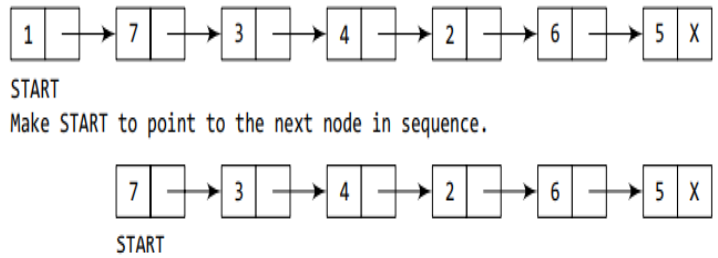 1 7 3 4 2 6 5 X
START
Make START to point to the next node in sequence.
7 3 4 2 6 5 X
START